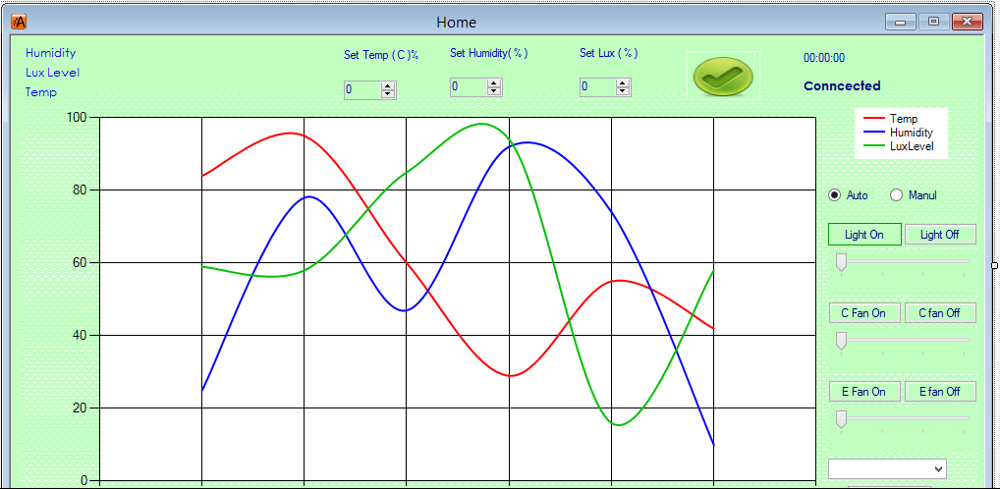 Home
Humidity
Lux Level
Temp
Set Temp ( C )%
Set Humidity( % )
Set Lux ( % )
0
0
0
00:00:00
Conncected
Temp
Humidity
LuxLevel
100
80
60
40
20
0
Auto
Manul
Light On
Light Off
C Fan On
C fan Off
E Fan On
E fan Off